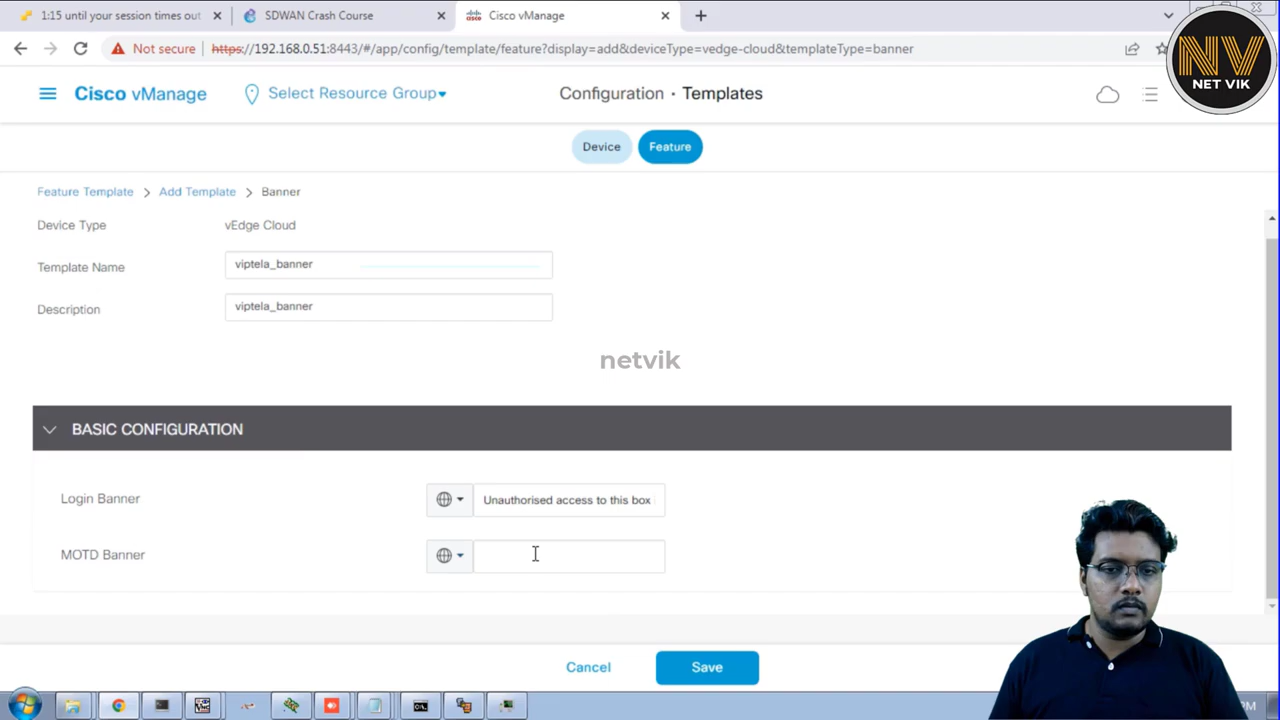 1:15 until your session times out
SDWAN Crash Course
Cisco vManage
Not secure
https://192.168.0.51:8443/#/app/config/template/feature?display=add&deviceType=vedge-cloud&templateType=banner
NV
NET VIK
Cisco vManage
Select Resource Group
Configuration · Templates
Device
Feature
Feature Template > Add Template > Banner
Device Type
vEdge Cloud
Template Name
viptela_banner
Description
viptela_banner
netvik
BASIC CONFIGURATION
Login Banner
Unauthorised access to this box
MOTD Banner
Cancel
Save